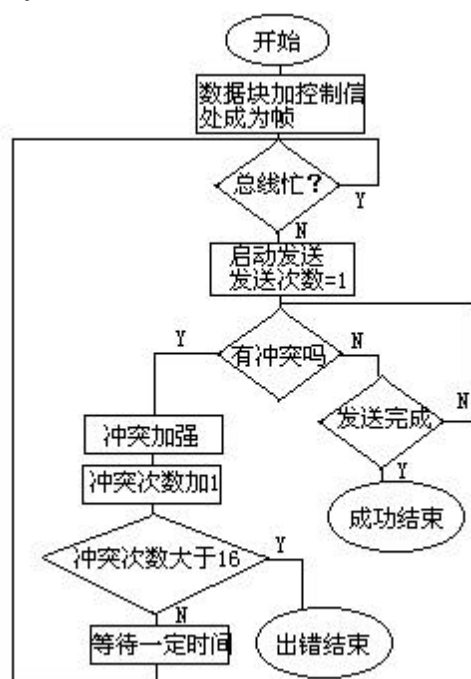 开始
数据块加控制信
处成为帧
总线忙？
Y
N
启动发送
发送次数=1
有冲突吗
Y
N
发送完成
N
Y
成功结束
冲突加强
冲突次数加1
冲突次数大于16
Y
N
等待一定时间
出错结束